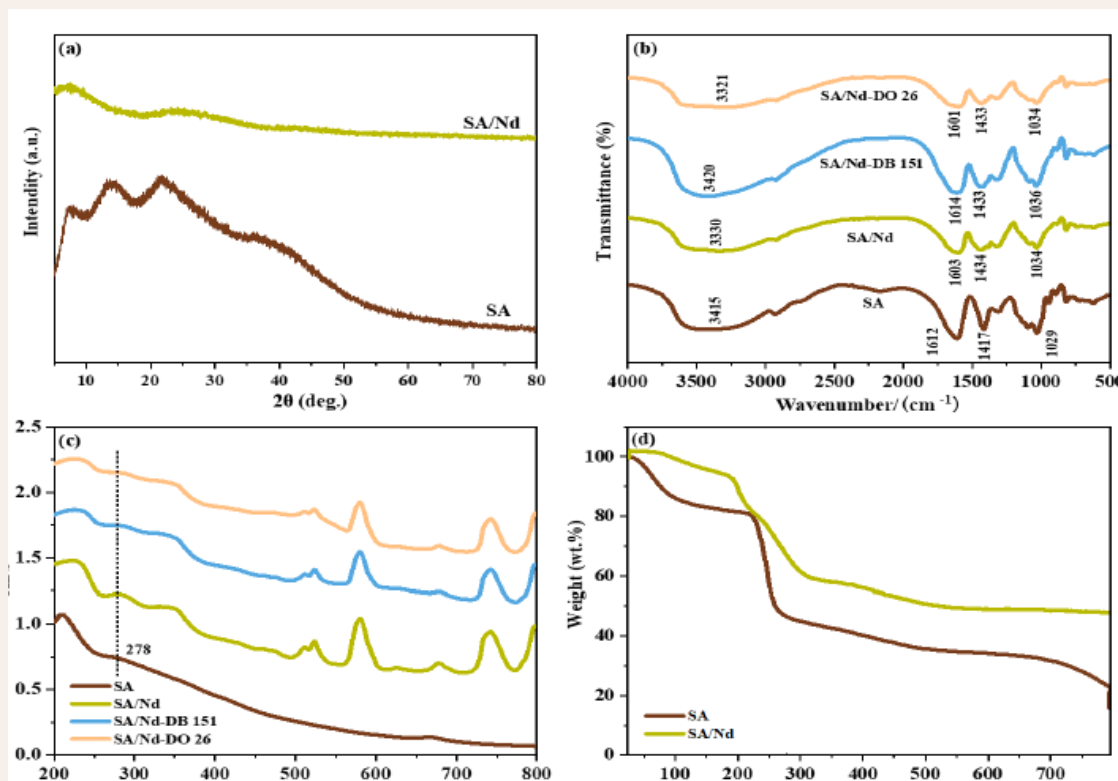 (a)
SA/Nd
SA
Intendity (a.u.)
10 20 30 40 50 60 70 80
2θ (deg.)
(b)
3321
SA/Nd-DO 26
1601
1433
1034
3420
SA/Nd-DB 151
1614
1433
1036
3330
SA/Nd
1603
1434
1034
3415
SA
1612
1417
1029
Transmittance (%)
4000 3500 3000 2500 2000 1500 1000 500
Wavenumber/ (cm -1)
(c)
2.5
2.0
1.5
1.0
0.5
0.0
278
SA
SA/Nd
SA/Nd-DB 151
SA/Nd-DO 26
200 300 400 500 600 700 800
(d)
100
80
60
40
20
0
Weight (wt.%)
SA
SA/Nd
100 200 300 400 500 600 700